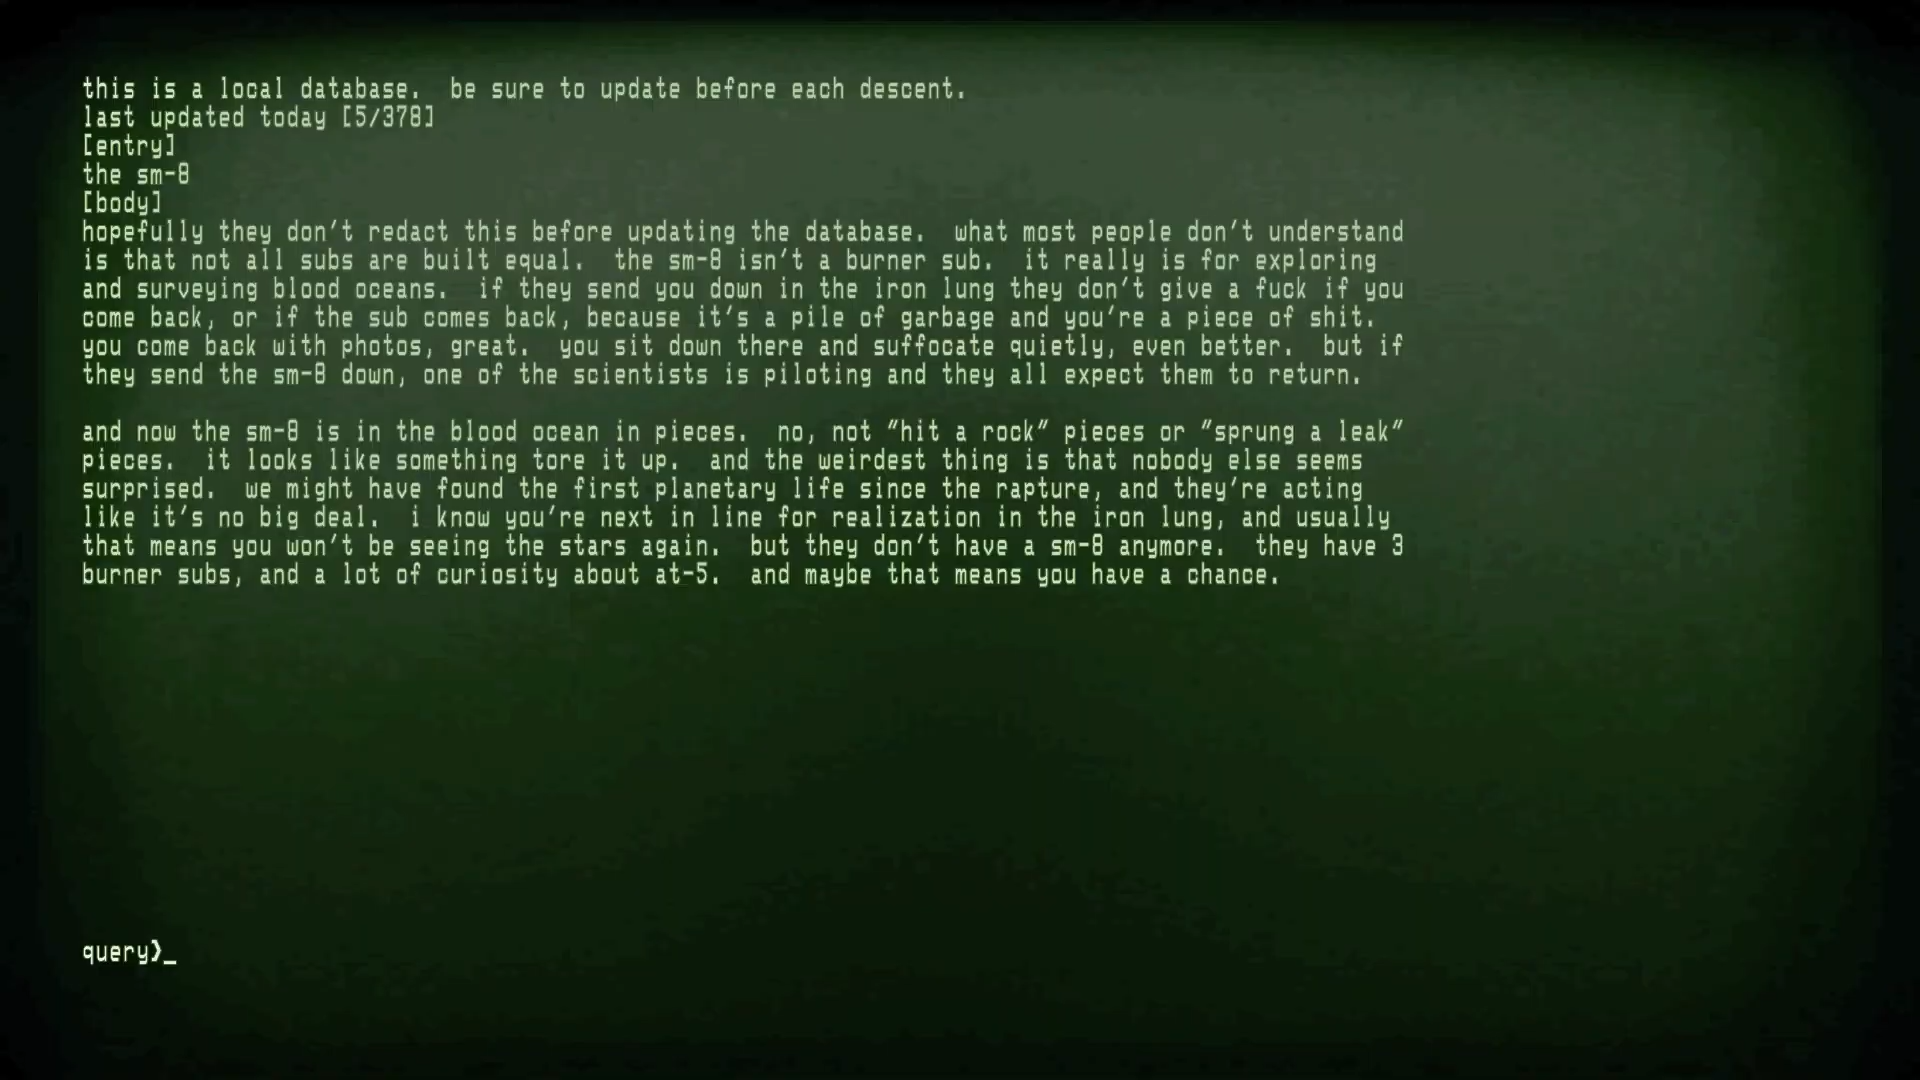 this is a local database.  be sure to update before each descent.
last updated today [5/378]
[entry]
the sm-8
[body]
hopefully they don't redact this before updating the database.  what most people don't understand
is that not all subs are built equal.  the sm-8 isn't a burner sub.  it really is for exploring
and surveying blood oceans.  if they send you down in the iron lung they don't give a fuck if you
come back, or if the sub comes back, because it's a pile of garbage and you're a piece of shit.
you come back with photos, great.  you sit down there and suffocate quietly, even better.  but if
they send the sm-8 down, one of the scientists is piloting and they all expect them to return.

and now the sm-8 is in the blood ocean in pieces.  no, not "hit a rock" pieces or "sprung a leak"
pieces.  it looks like something tore it up.  and the weirdest thing is that nobody else seems
surprised.  we might have found the first planetary life since the rapture, and they're acting
like it's no big deal.  i know you're next in line for realization in the iron lung, and usually
that means you won't be seeing the stars again.  but they don't have a sm-8 anymore.  they have 3
burner subs, and a lot of curiosity about at-5.  and maybe that means you have a chance.

query>_